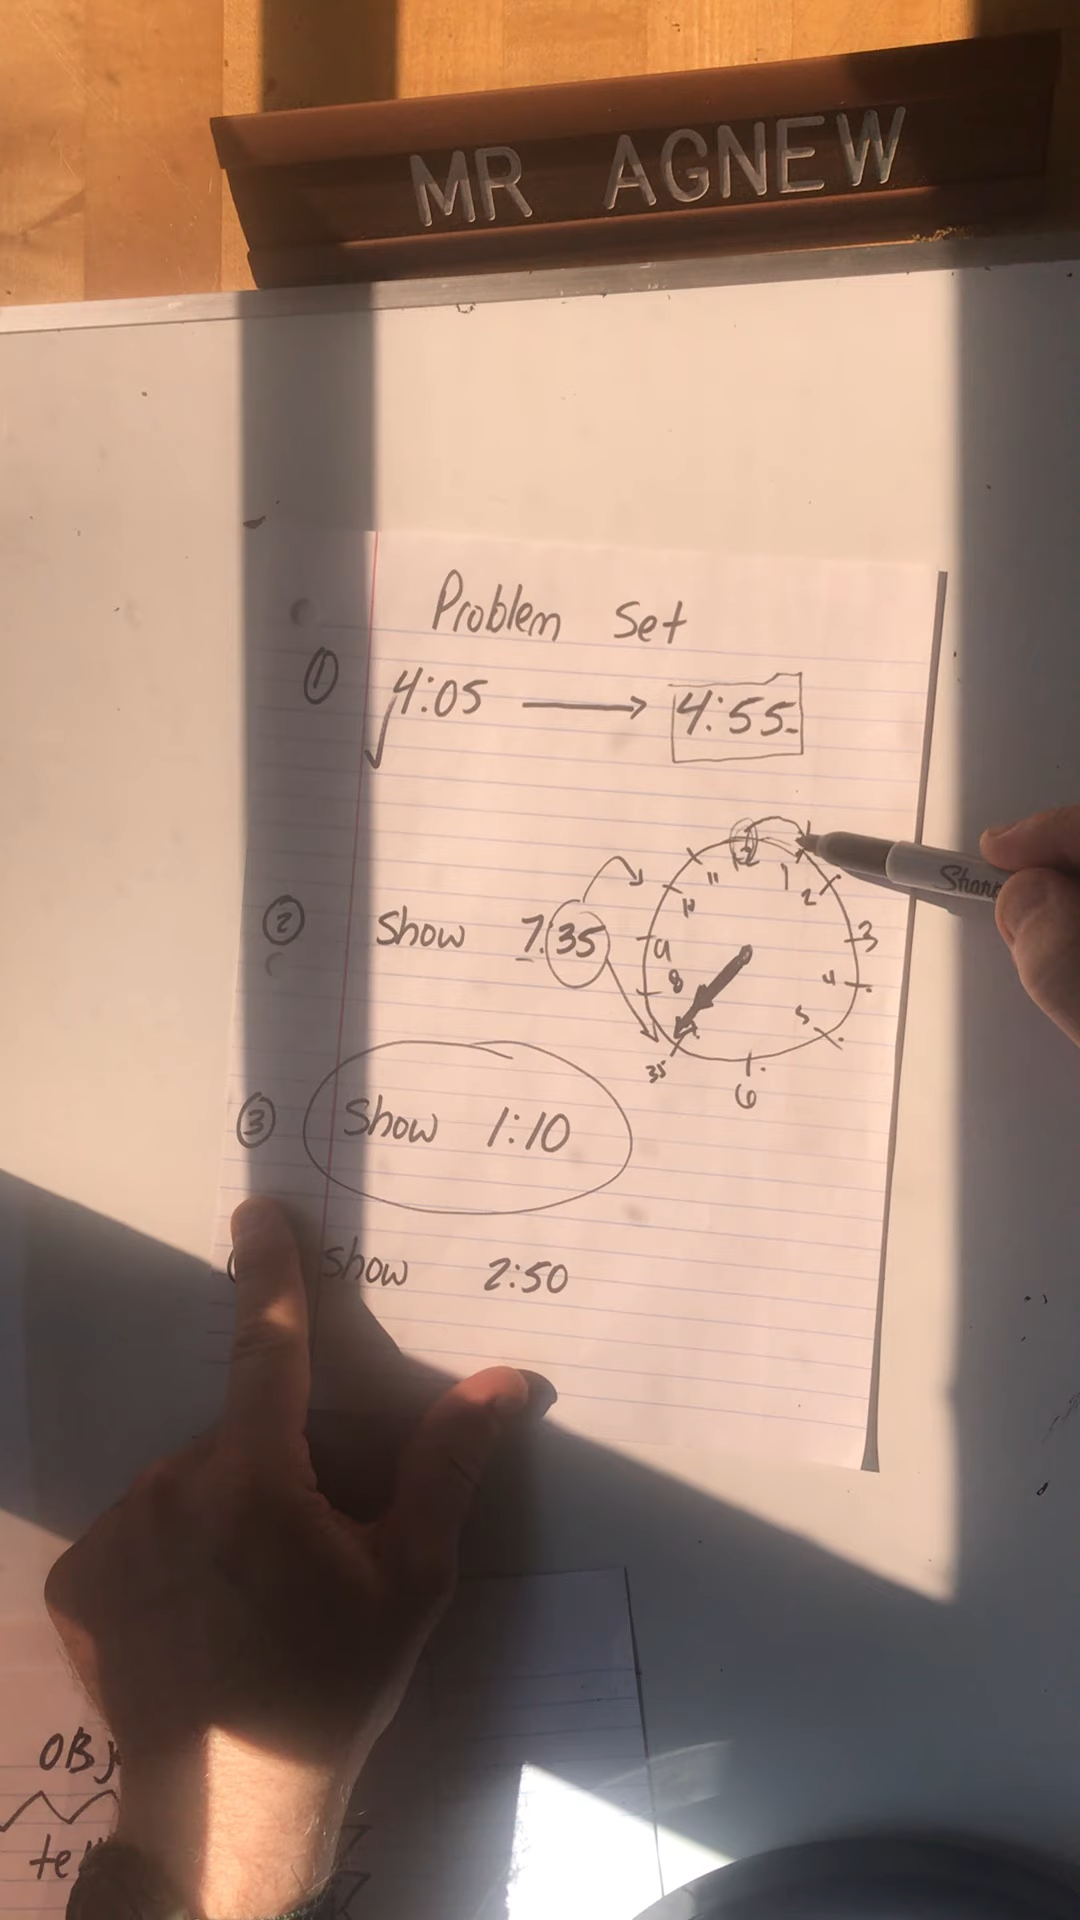 MR AGNEW
Problem Set
① 4:05 → 4:55
② Show 7:35
12
1
2
3
4
5
6
35
8
9
10
11
③ Show 1:10
Show 2:50
Sharp
OBJ
te